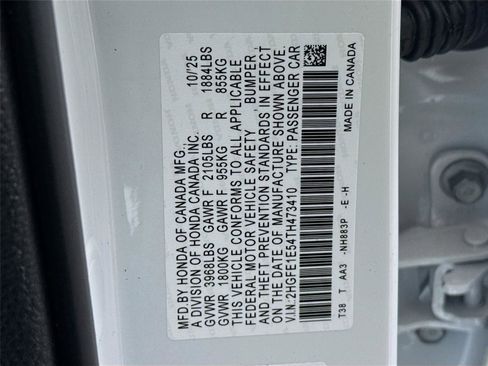 MFD.BY HONDA OF CANADA MFG., 10/25
A DIVISION OF HONDA CANADA INC.
GVWR 3968LBS GAWR F 2105LBS R 1884LBS
GVWR 1800KG GAWR F 955KG R 855KG
THIS VEHICLE CONFORMS TO ALL APPLICABLE
FEDERAL MOTOR VEHICLE SAFETY , BUMPER ,
THEFT PREVENTION STANDARDS IN EFFECT
ON THE DATE OF MANUFACTURE SHOWN ABOVE.
V.I.N:2HGFE1E54TH473410 TYPE:PASSENGER CAR
T38 T AA3 -NH883P -E -H MADE IN CANADA